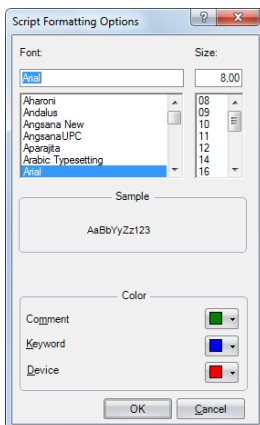 Script Formatting Options
?
Font:
Size:
Arial
8,00
Aharoni
Andalus
Angsana New
AngsanaUPC
Aparajita
Arabic Typesetting
Arial
08
09
10
11
12
14
16
Sample
AaBbYyZz123
Color
Comment
Keyword
Device
OK
Cancel